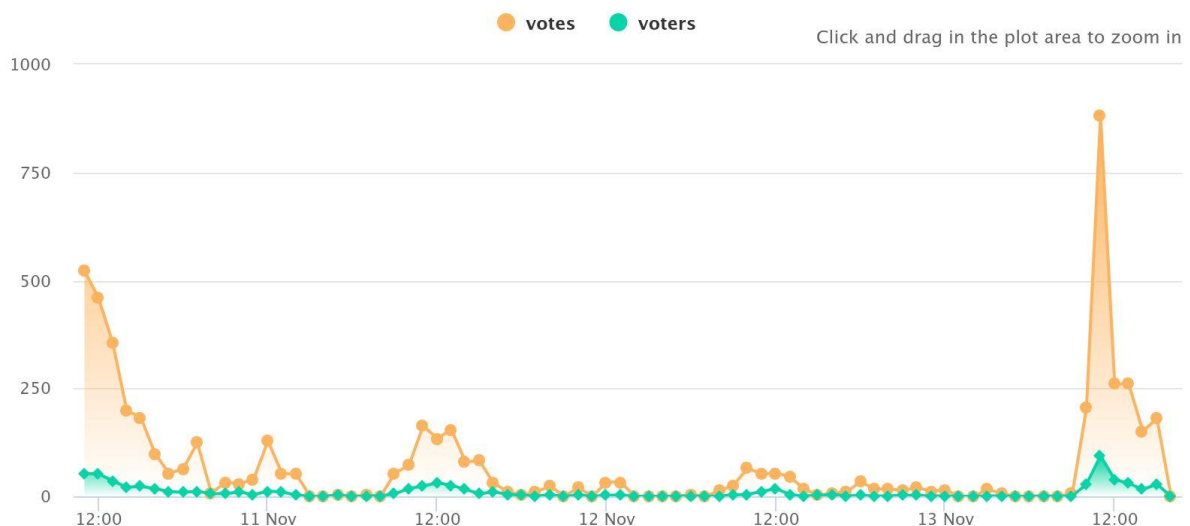 votes voters
Click and drag in the plot area to zoom in
1000
750
500
250
0
12:00 11 Nov 12:00 12 Nov 12:00 13 Nov 12:00